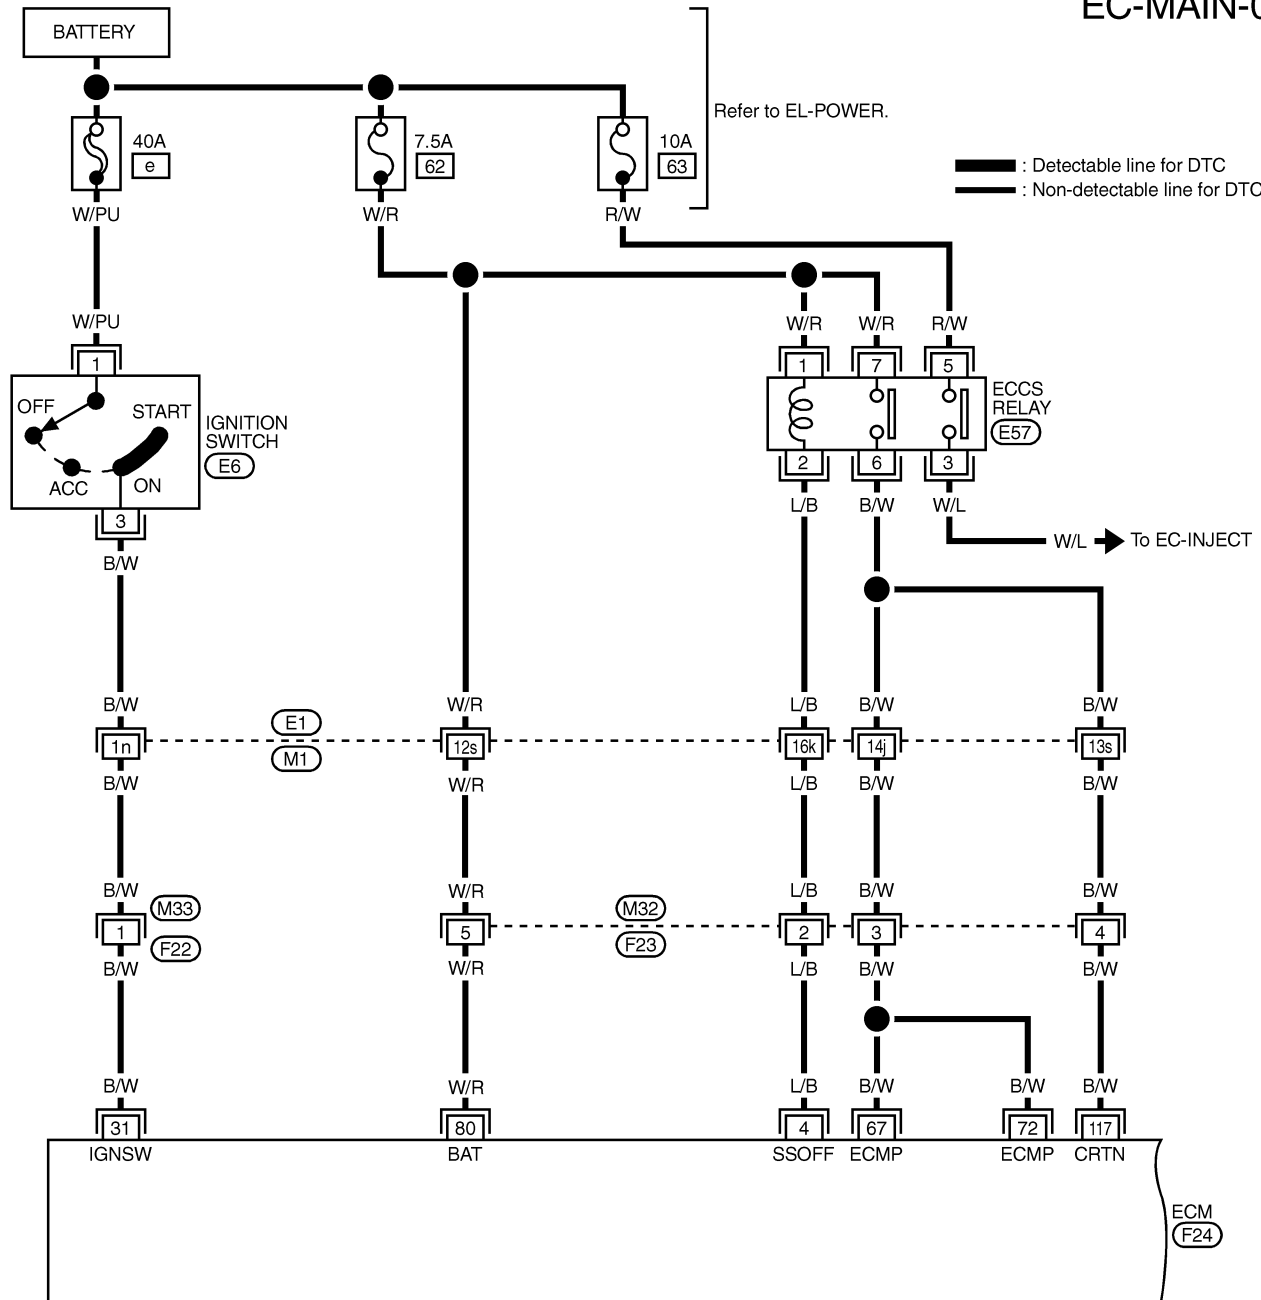 EC-MAIN-0
BATTERY
Refer to EL-POWER.
40A
e
7.5A
62
10A
63
: Detectable line for DTC
: Non-detectable line for DTC
W/PU
W/R
R/W
W/PU
W/R
W/R
R/W
1
1
7
5
OFF
START
ACC
ON
IGNITION
SWITCH
E6
ECCS
RELAY
E57
3
2
6
3
B/W
L/B
B/W
W/L
W/L
To EC-INJECT
B/W
W/R
L/B
B/W
B/W
E1
M1
1n
12s
16k
14j
13s
B/W
W/R
L/B
B/W
B/W
B/W
W/R
L/B
B/W
B/W
M33
F22
M32
F23
1
5
2
3
4
B/W
W/R
L/B
B/W
B/W
B/W
W/R
L/B
B/W
B/W
B/W
31
80
4
67
72
117
IGNSW
BAT
SSOFF
ECMP
ECMP
CRTN
ECM
F24